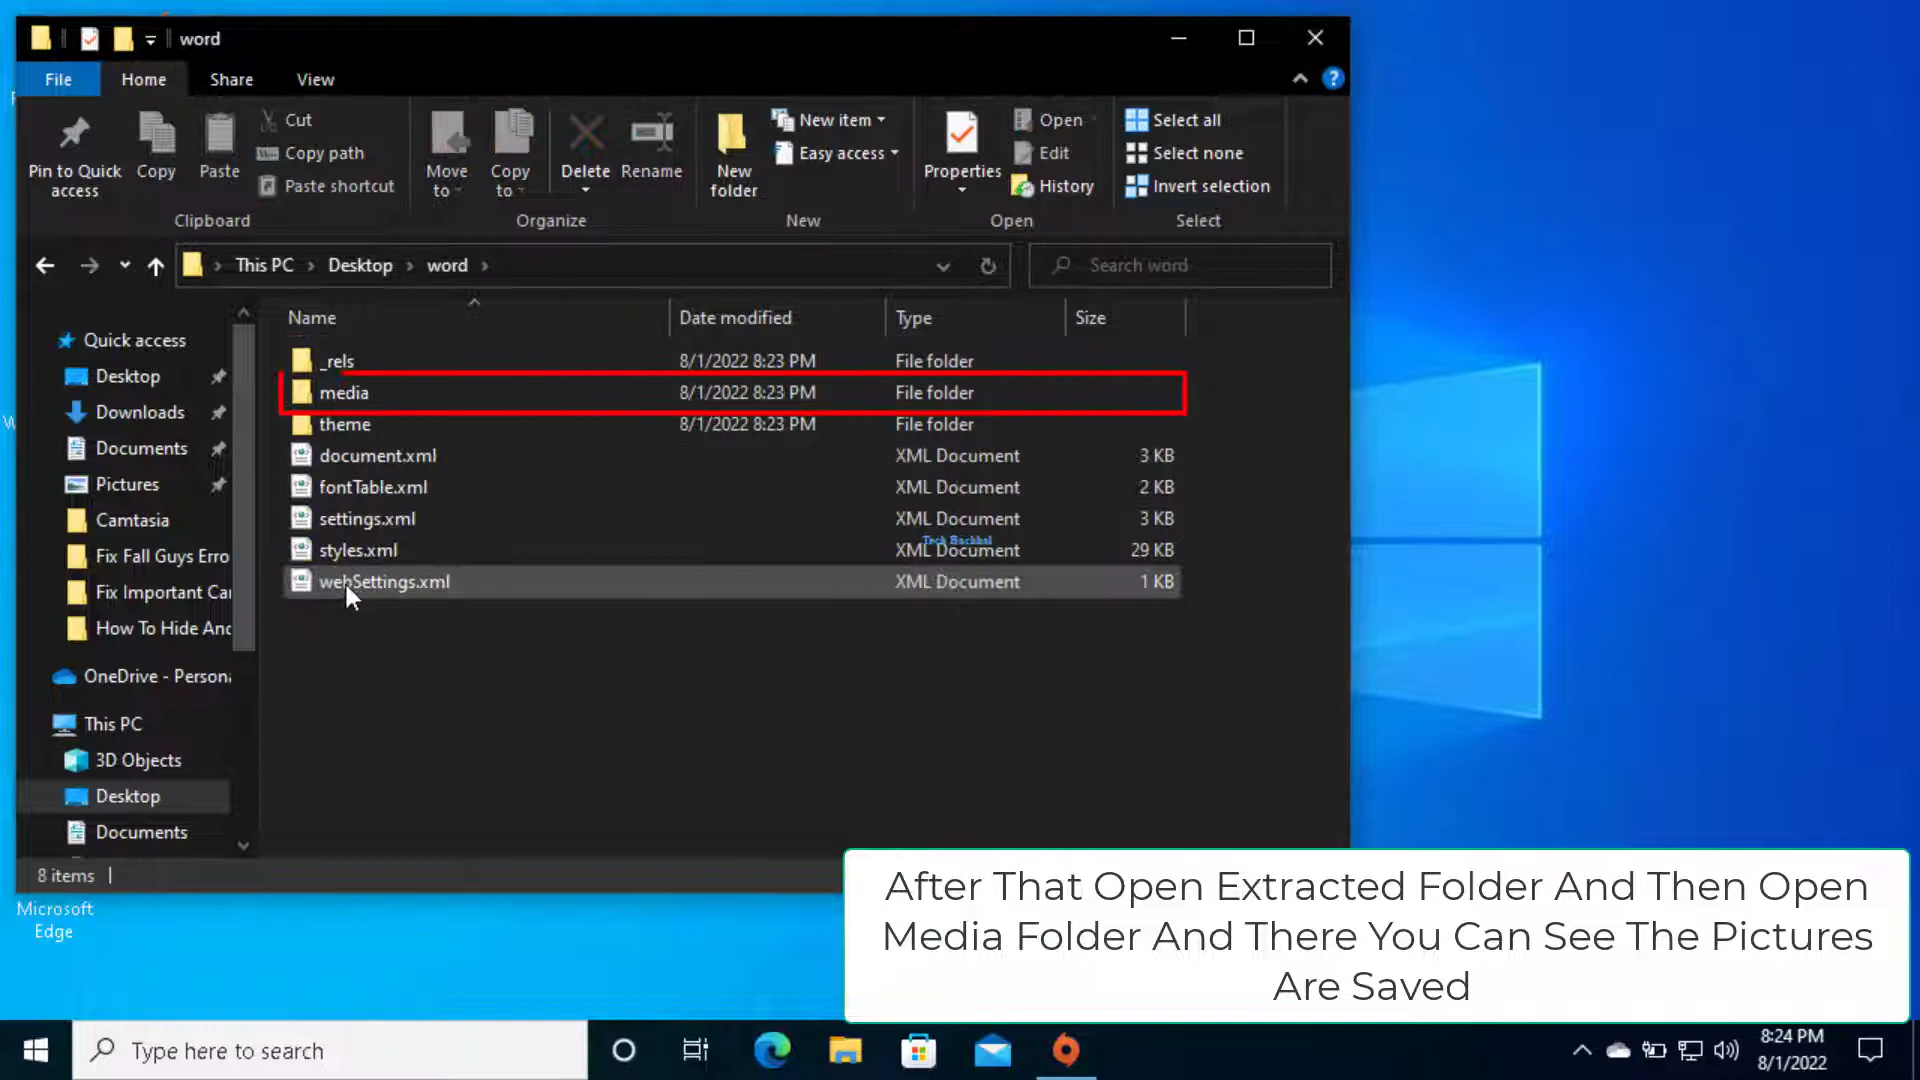 word
File
Home
Share
View
Pin to Quick access
Copy
Paste
Cut
Copy path
Paste shortcut
Move to
Copy to
Delete
Rename
New folder
New item
Easy access
Properties
Open
Edit
History
Select all
Select none
Invert selection
Clipboard
Organize
New
Open
Select
This PC > Desktop > word >
Search word
Name
Date modified
Type
Size
_rels 8/1/2022 8:23 PM File folder
media 8/1/2022 8:23 PM File folder
theme 8/1/2022 8:23 PM File folder
document.xml XML Document 3 KB
fontTable.xml XML Document 2 KB
settings.xml XML Document 3 KB
styles.xml XML Document 29 KB
webSettings.xml XML Document 1 KB
Quick access
Desktop
Downloads
Documents
Pictures
Camtasia
Fix Fall Guys Erro
Fix Important Ca
How To Hide And
OneDrive - Person
This PC
3D Objects
Desktop
Documents
8 items
Microsoft
Edge
After That Open Extracted Folder And Then Open
Media Folder And There You Can See The Pictures
Are Saved
Type here to search
8:24 PM
8/1/2022